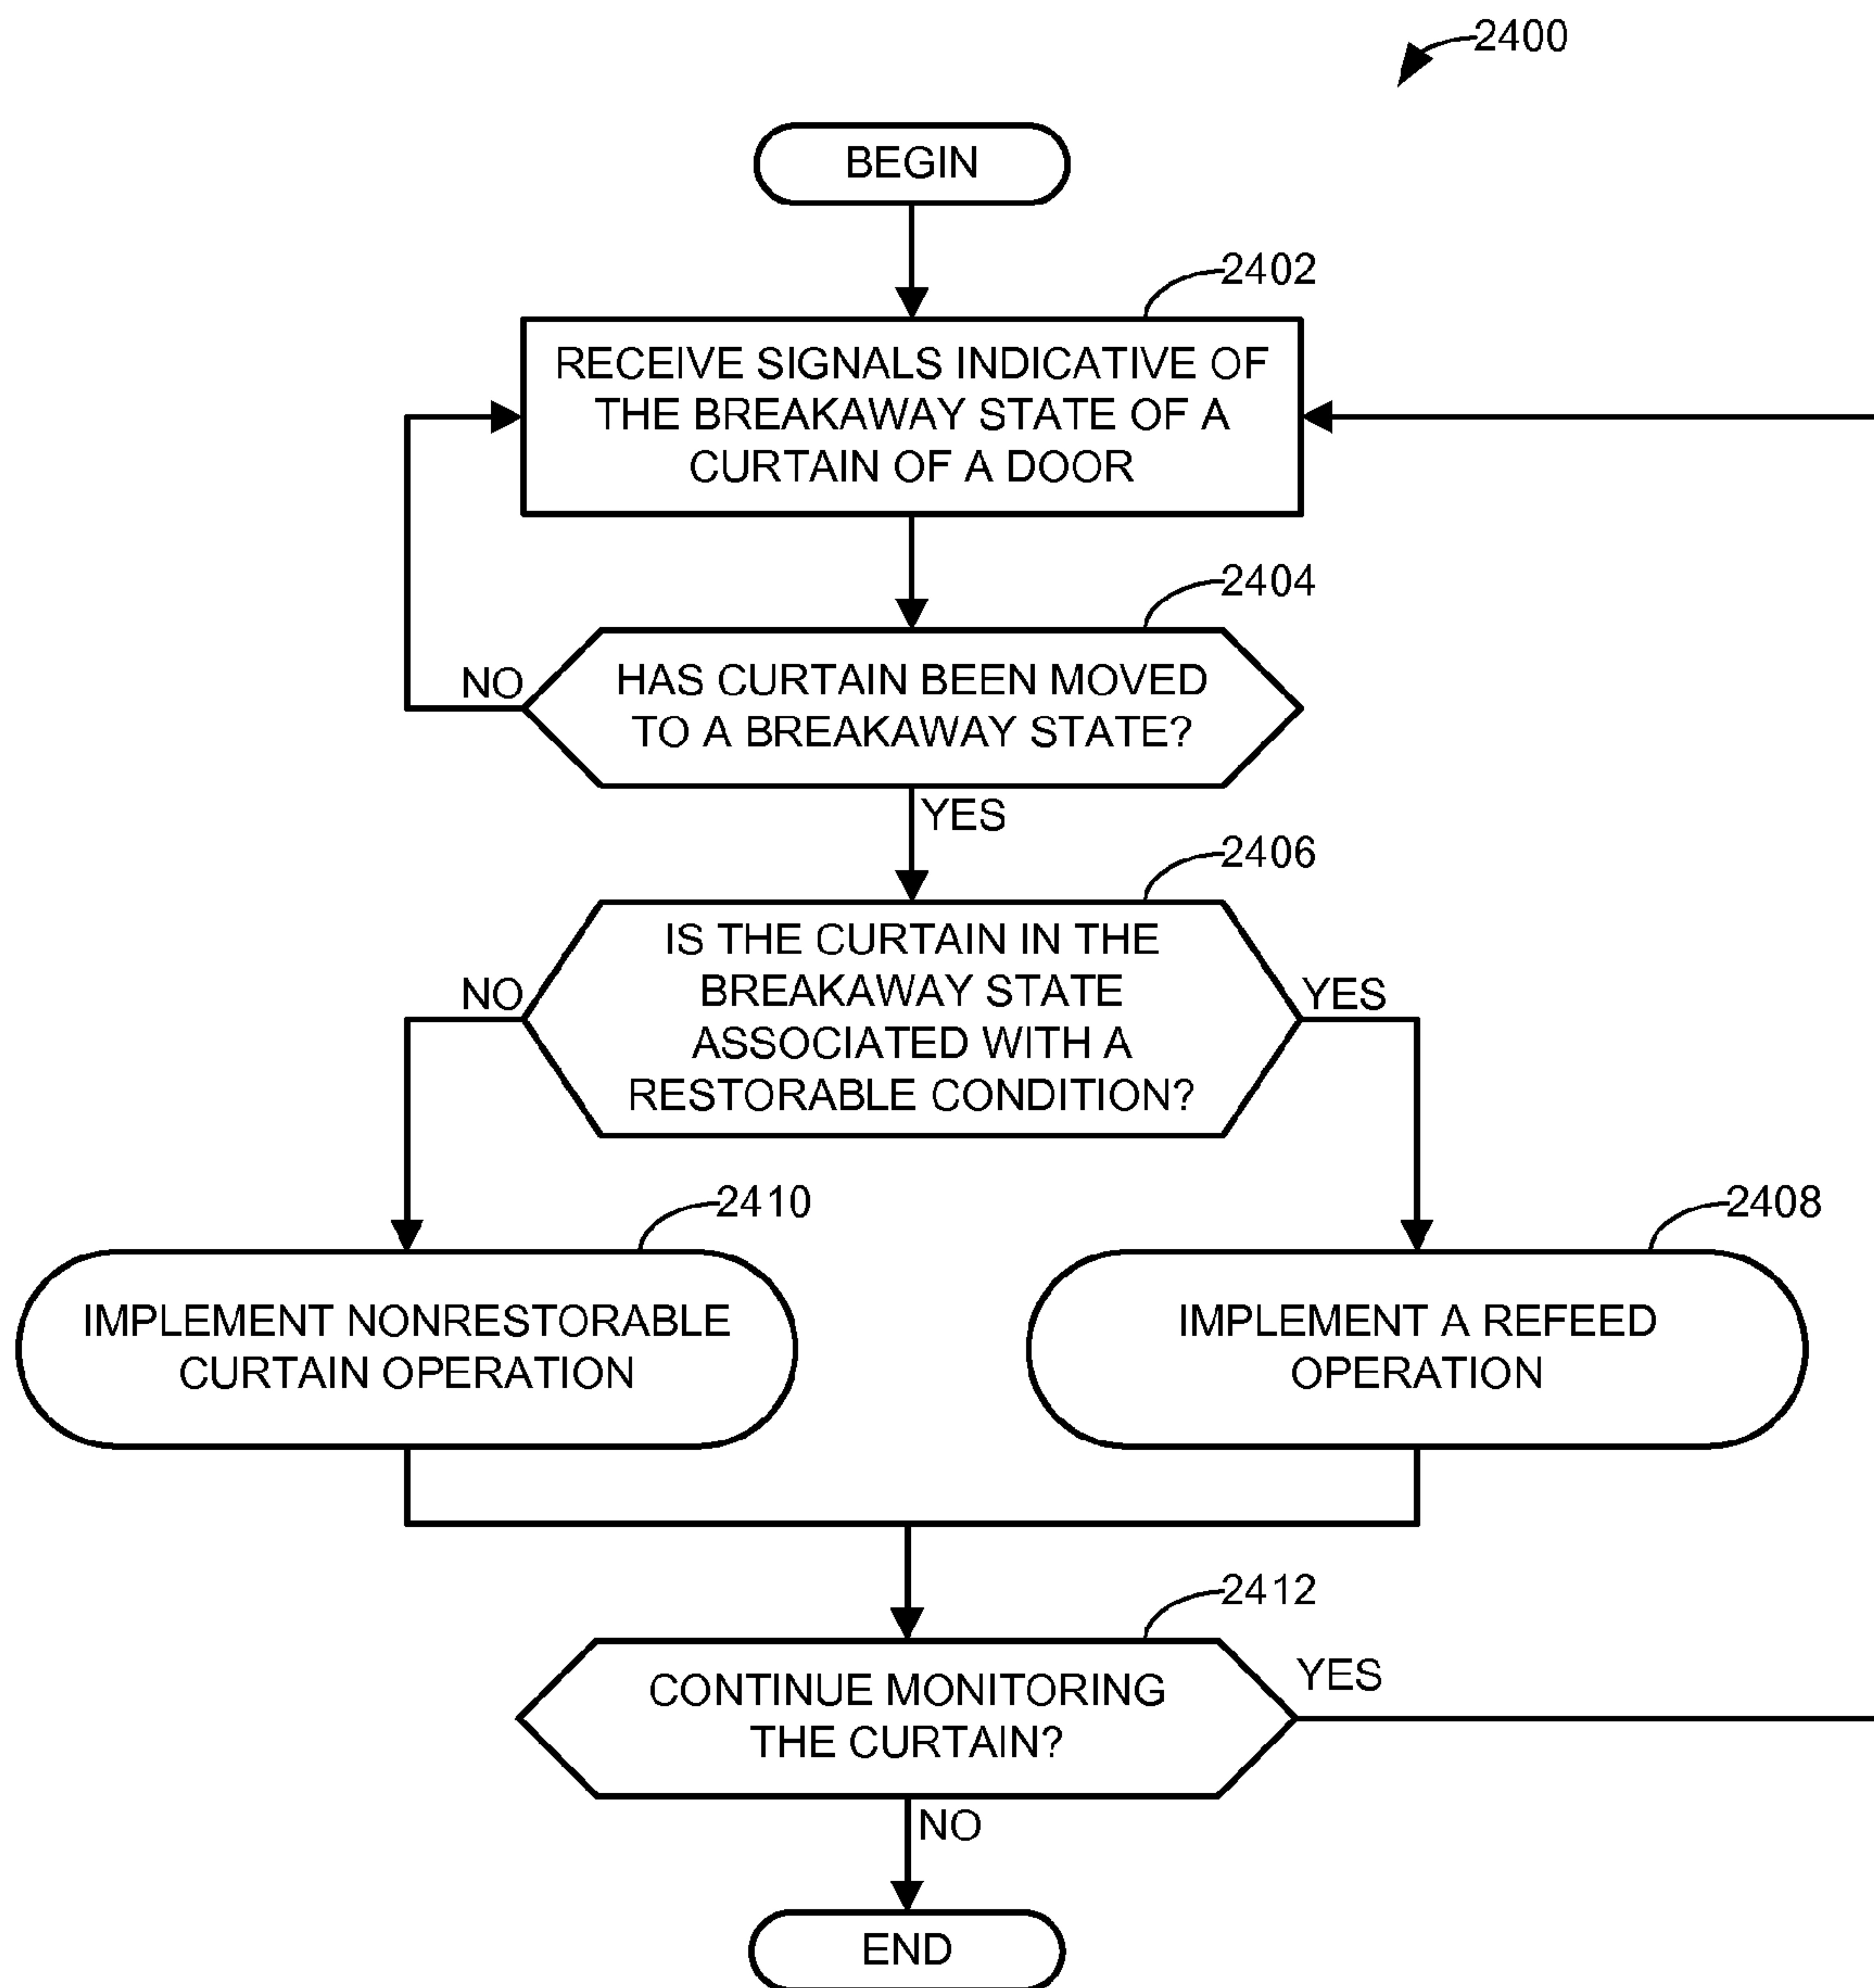 2400
BEGIN
2402
RECEIVE SIGNALS INDICATIVE OF
THE BREAKAWAY STATE OF A
CURTAIN OF A DOOR
2404
NO
HAS CURTAIN BEEN MOVED
TO A BREAKAWAY STATE?
YES
2406
NO
IS THE CURTAIN IN THE
BREAKAWAY STATE
ASSOCIATED WITH A
RESTORABLE CONDITION?
YES
2410
IMPLEMENT NONRESTORABLE
CURTAIN OPERATION
2408
IMPLEMENT A REFEED
OPERATION
2412
CONTINUE MONITORING
THE CURTAIN?
YES
NO
END